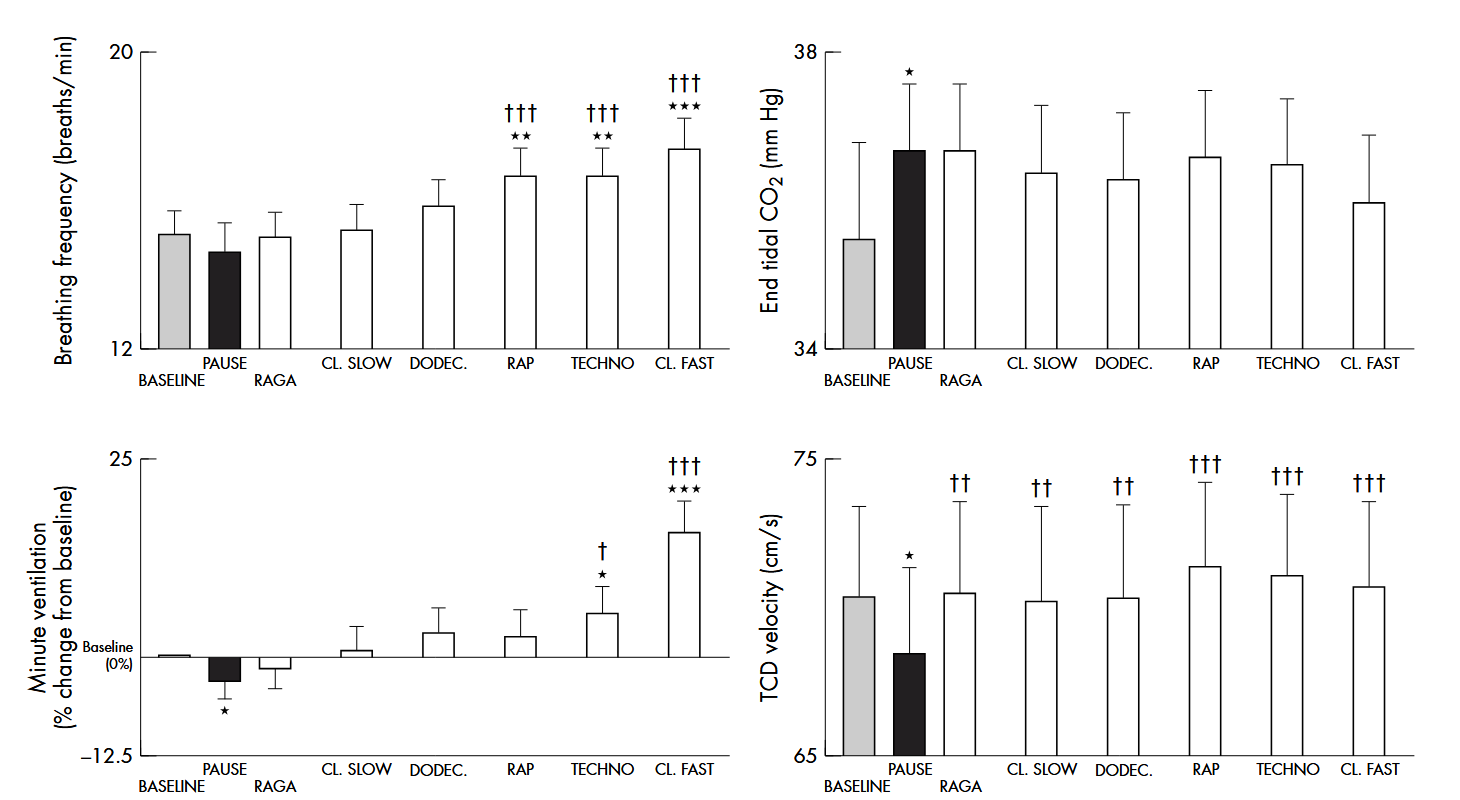 Breathing frequency (breaths/min)
20
12
†††
★★
†††
★★
†††
★★★
BASELINE
PAUSE
RAGA
CL. SLOW
DODEC.
RAP
TECHNO
CL. FAST
End tidal CO2 (mm Hg)
38
34
★
BASELINE
PAUSE
RAGA
CL. SLOW
DODEC.
RAP
TECHNO
CL. FAST
Minute ventilation
(% change from baseline)
25
Baseline
(0%)
–12.5
★
†
★
†††
★★★
BASELINE
PAUSE
RAGA
CL. SLOW
DODEC.
RAP
TECHNO
CL. FAST
TCD velocity (cm/s)
75
65
★
††
††
††
†††
†††
†††
BASELINE
PAUSE
RAGA
CL. SLOW
DODEC.
RAP
TECHNO
CL. FAST